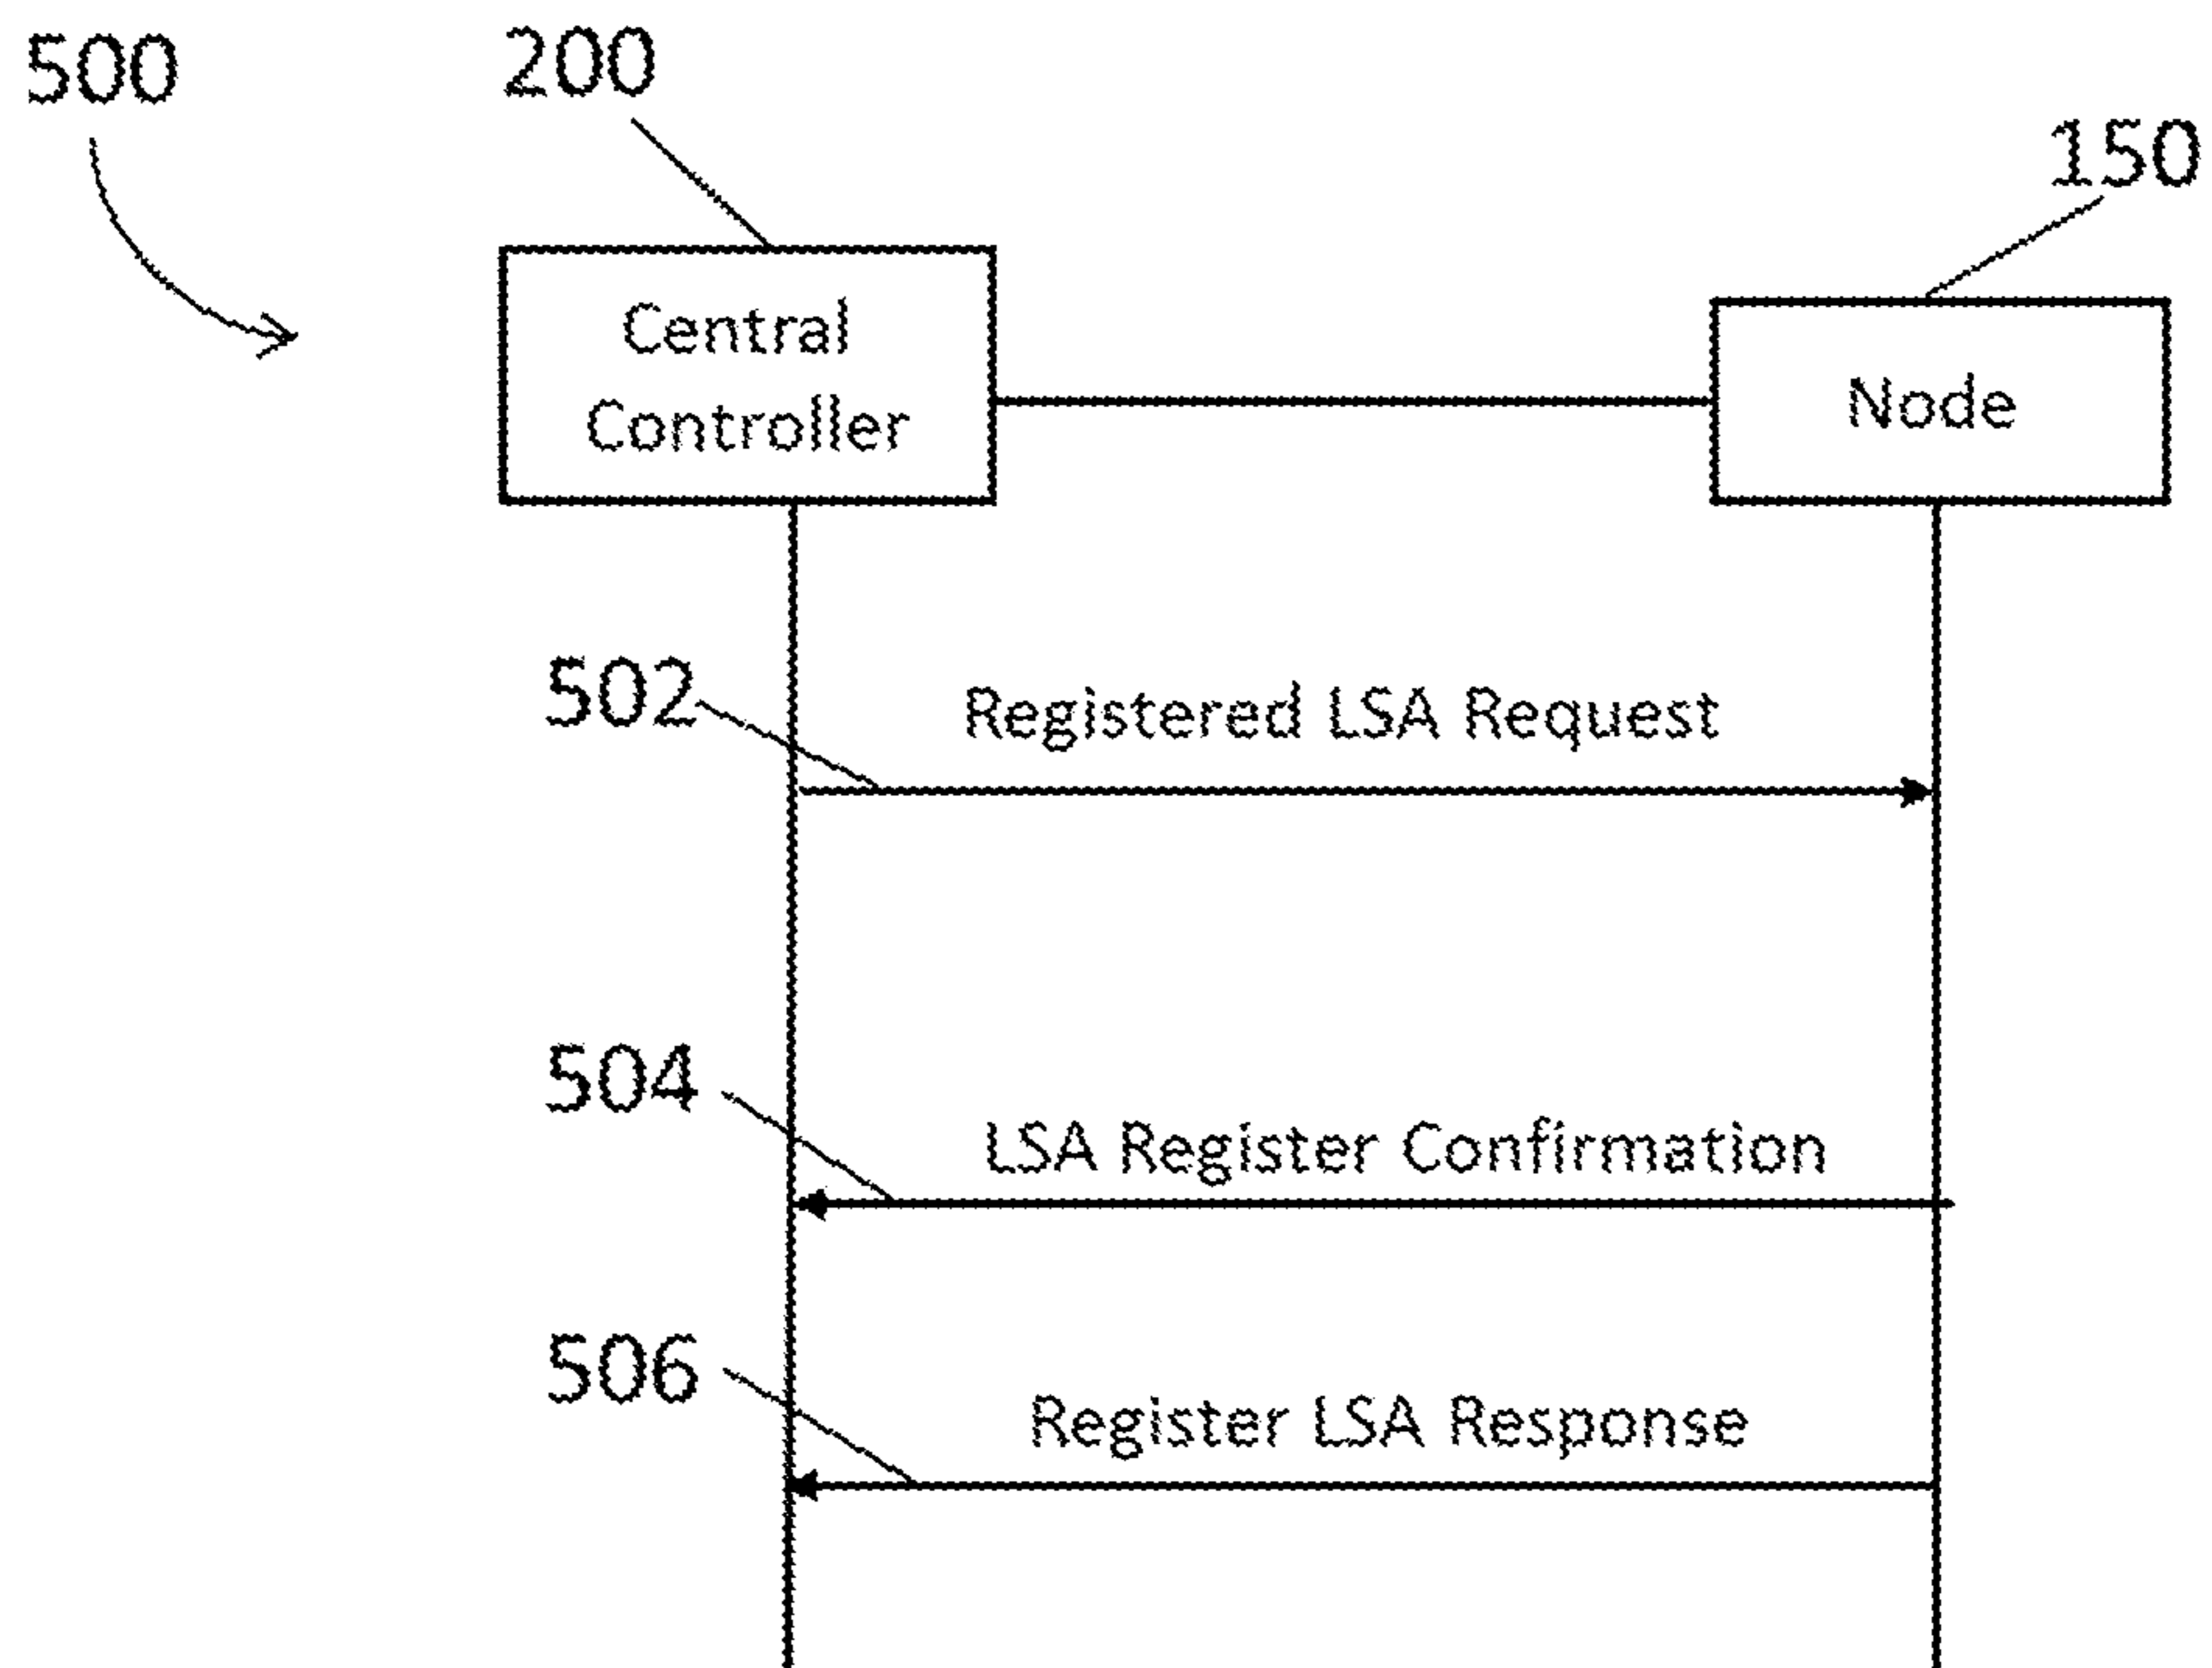 500
200
150
Central
Controller
Node
502
Registered LSA Request
504
LSA Register Confirmation
506
Register LSA Response